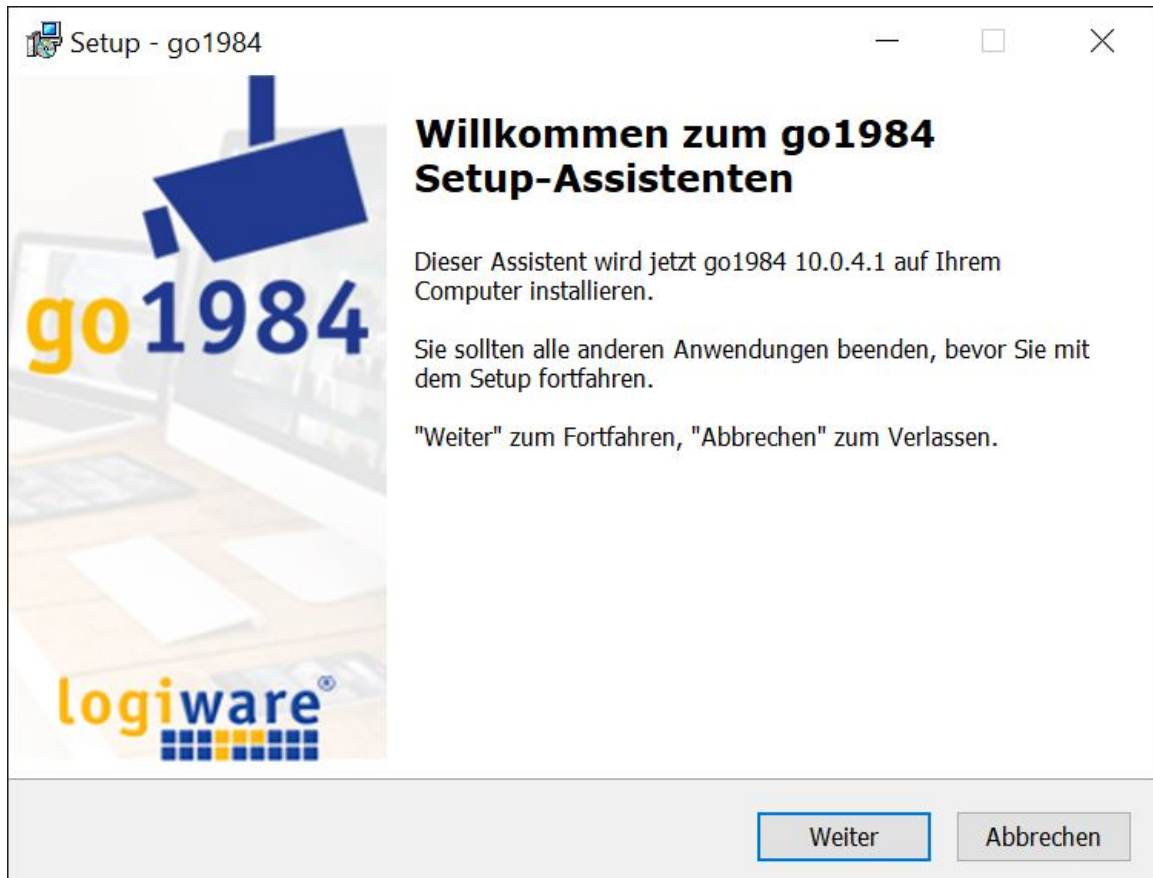 Setup - go1984
go1984
logiware®
Willkommen zum go1984
Setup-Assistenten
Dieser Assistent wird jetzt go1984 10.0.4.1 auf Ihrem
Computer installieren.
Sie sollten alle anderen Anwendungen beenden, bevor Sie mit
dem Setup fortfahren.
"Weiter" zum Fortfahren, "Abbrechen" zum Verlassen.
Weiter
Abbrechen